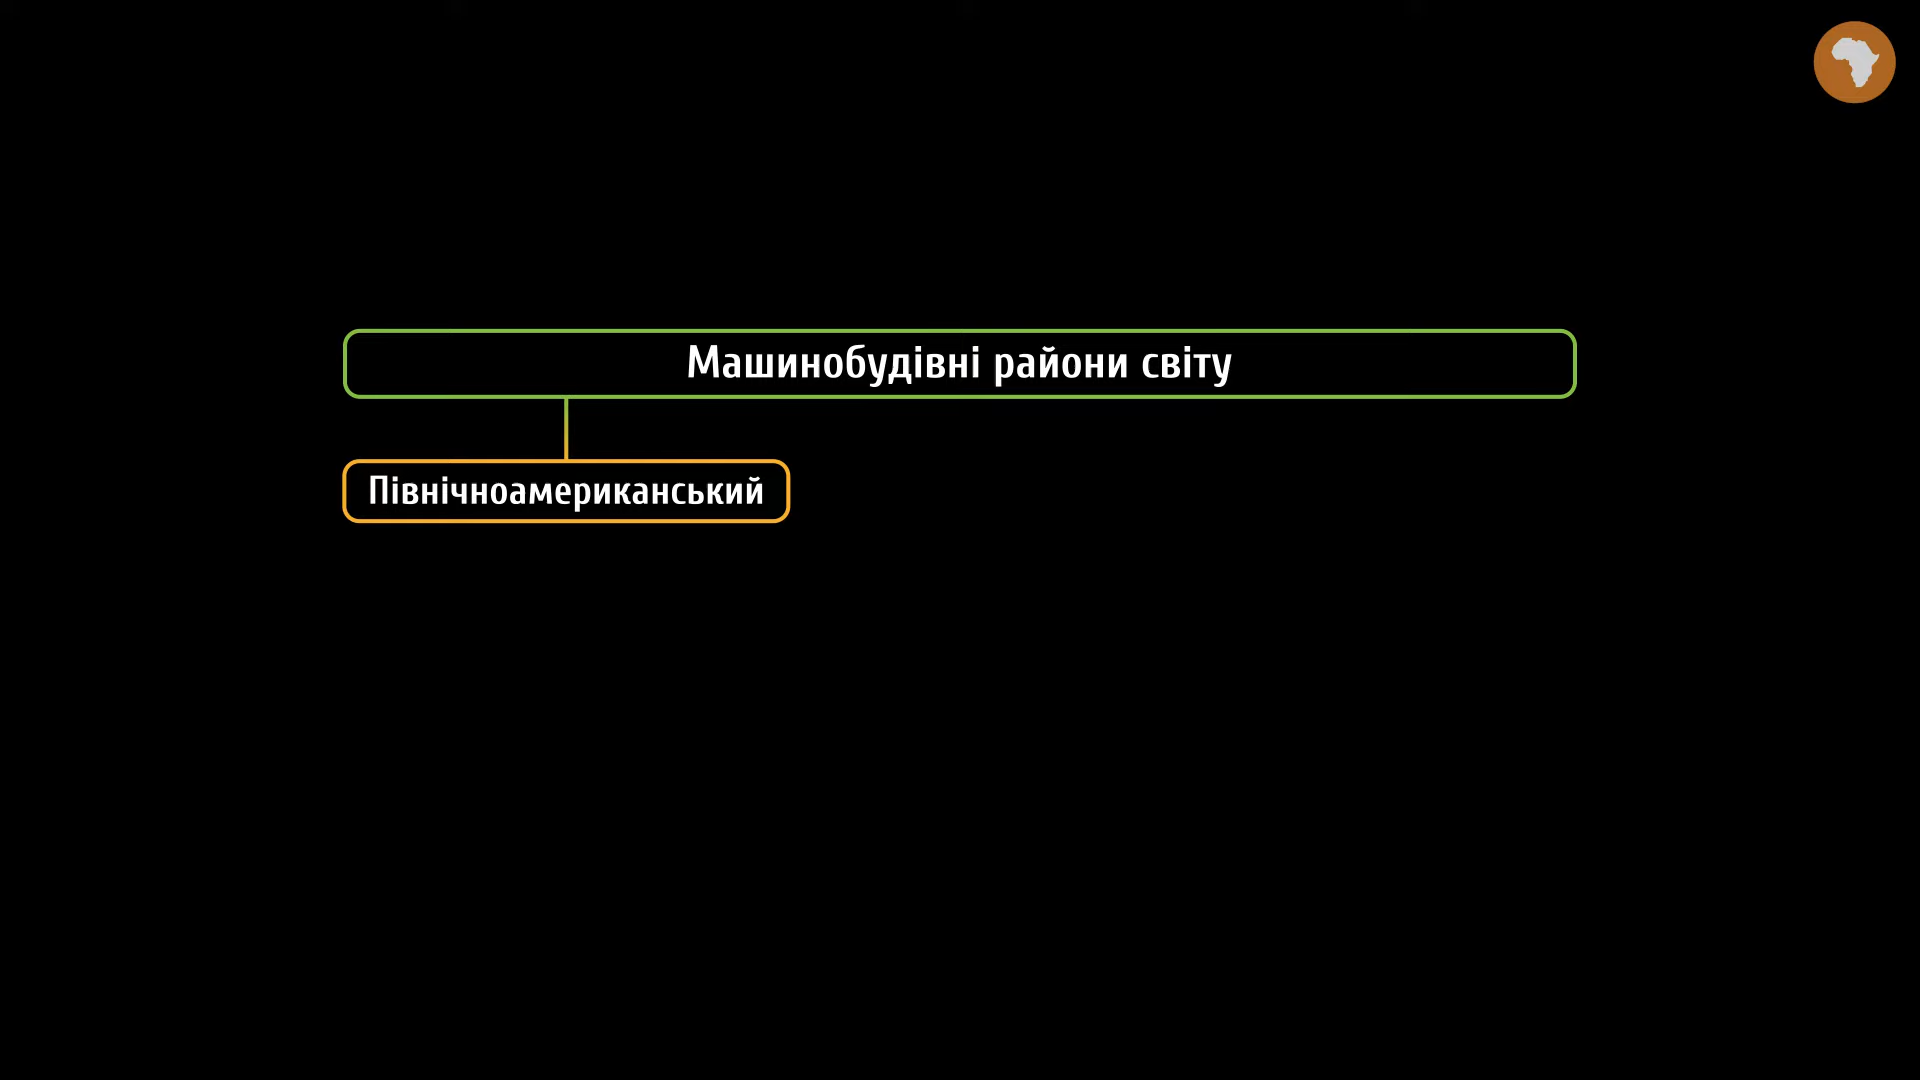 Машинобудівні райони світу
Північноамериканський